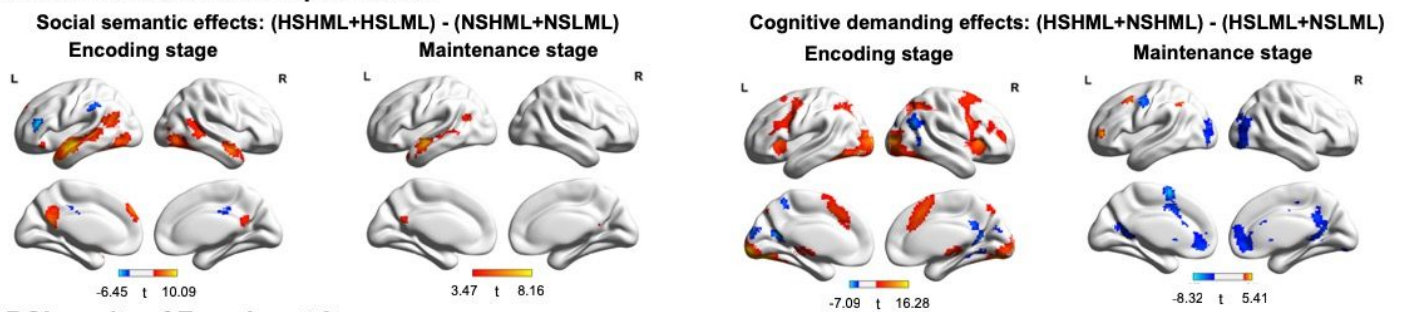 Social semantic effects: (HSHML+HSLML) - (NSHML+NSLML)
Encoding stage
Maintenance stage
L
R
L
R
-6.45 t 10.09
3.47 t 8.16
Cognitive demanding effects: (HSHML+NSHML) - (HSLML+NSLML)
Encoding stage
Maintenance stage
L
R
L
R
-7.09 t 16.28
-8.32 t 5.41